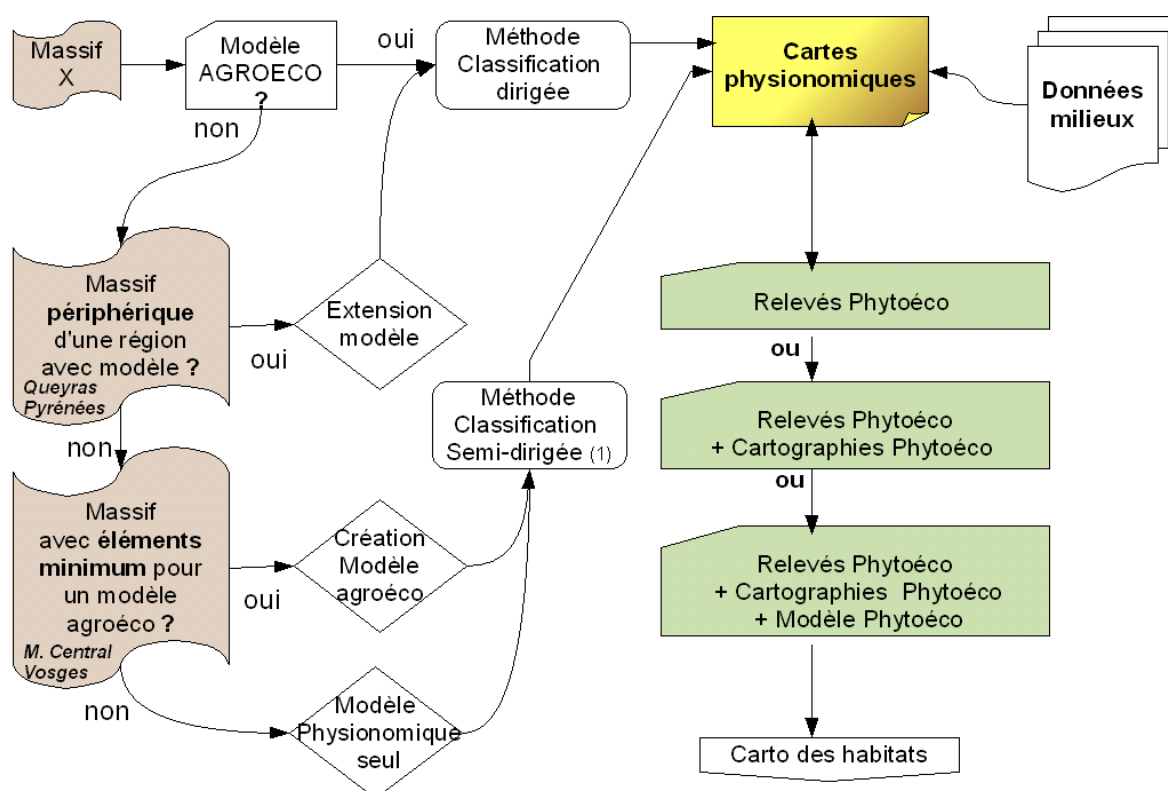 Massif
X
Modèle
AGROECO
?
oui
non
Méthode
Classification
dirigée
Cartes
physionomiques
Données
milieux
Massif
périphérique
d'une région
avec modèle ?
Queyras
Pyrénées
oui
non
Extension
modèle
Méthode
Classification
Semi-dirigée (1)
Massif
avec éléments
minimum pour
un modèle
agroéco ?
M. Central
Vosges
oui
non
Création
Modèle
agroéco
Modèle
Physionomique
seul
Relevés Phytoéco
ou
Relevés Phytoéco
+ Cartographies Phytoéco
ou
Relevés Phytoéco
+ Cartographies Phytoéco
+ Modèle Phytoéco
Carto des habitats